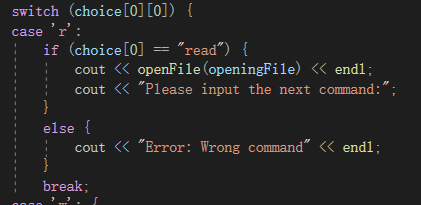 switch (choice[0][0]) {
case 'r':
if (choice[0] == "read") {
cout << openFile(openingFile) << endl;
cout << "Please input the next command:";
}
else {
cout << "Error: Wrong command" << endl;
}
break;
case 'w': {